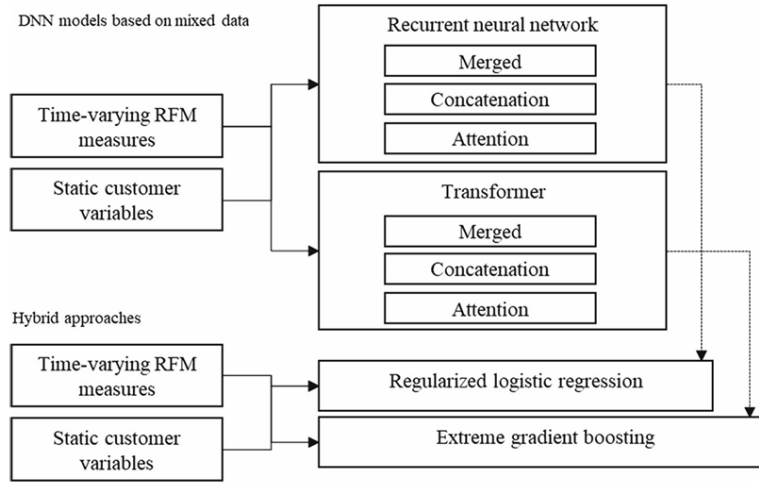 DNN models based on mixed data
Recurrent neural network
Merged
Concatenation
Attention
Time-varying RFM
measures
Static customer
variables
Transformer
Merged
Concatenation
Attention
Hybrid approaches
Time-varying RFM
measures
Static customer
variables
Regularized logistic regression
Extreme gradient boosting